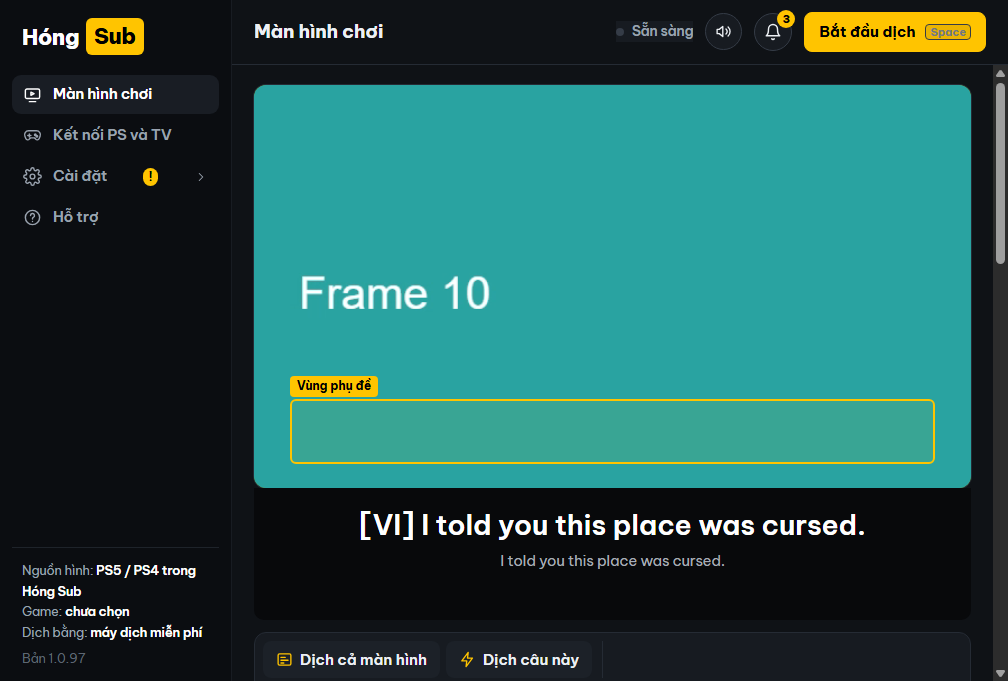 Hóng Sub
Màn hình chơi
Kết nối PS và TV
Cài đặt !
Hỗ trợ
Nguồn hình: PS5 / PS4 trong
Hóng Sub
Game: chưa chọn
Dịch bằng: máy dịch miễn phí
Bản 1.0.97
Màn hình chơi
Sẵn sàng
3
Bắt đầu dịch Space
Frame 10
Vùng phụ đề
[VI] I told you this place was cursed.
I told you this place was cursed.
Dịch cả màn hình
Dịch câu này